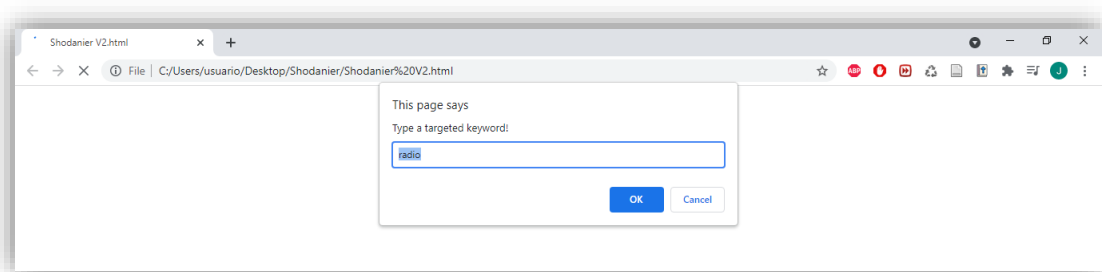 Shodanier V2.html
File | C:/Users/usuario/Desktop/Shodanier/Shodanier%20V2.html
ABP
J
This page says
Type a targeted keyword!
radio
OK
Cancel